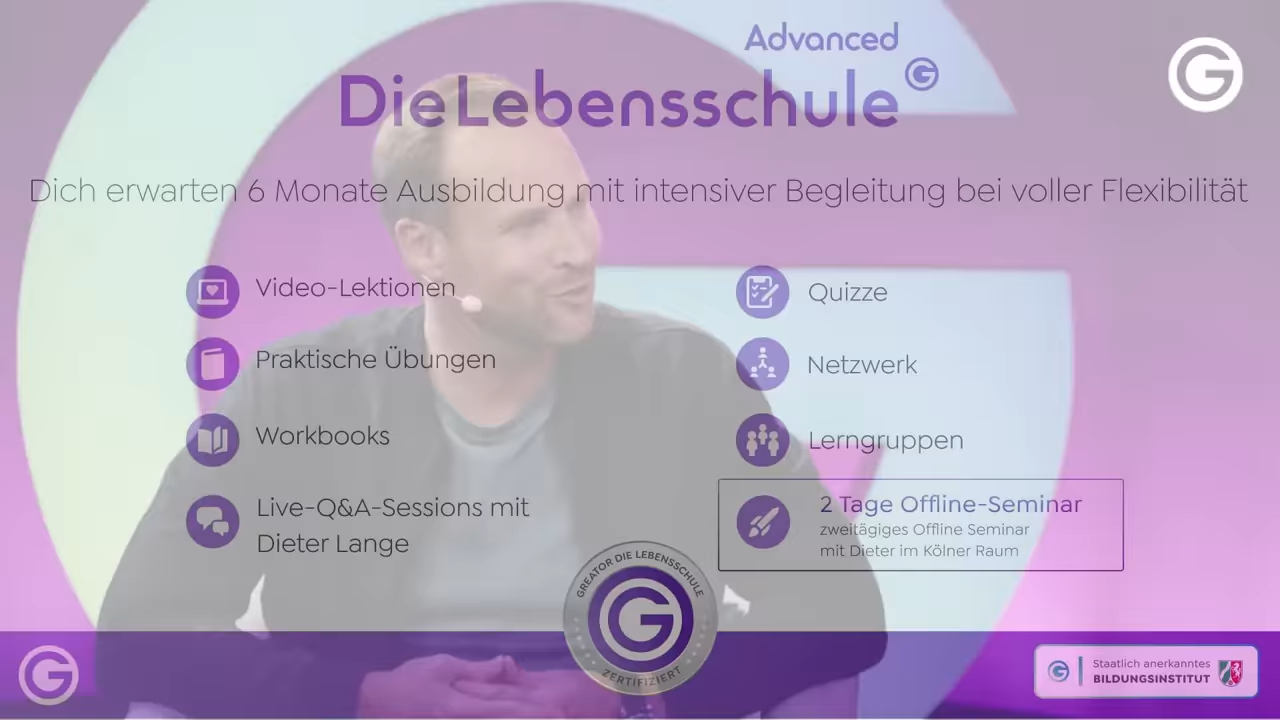 Advanced
Die Lebensschule
Dich erwarten 6 Monate Ausbildung mit intensiver Begleitung bei voller Flexibilität
Video-Lektionen
Praktische Übungen
Workbooks
Live-Q&A-Sessions mit
Dieter Lange
Quizze
Netzwerk
Lerngruppen
2 Tage Offline-Seminar
zweitägiges Offline Seminar
mit Dieter im Kölner Raum
GREATOR DIE LEBENSSCHULE
ZERTIFIZIERT
Staatlich anerkanntes
BILDUNGSINSTITUT